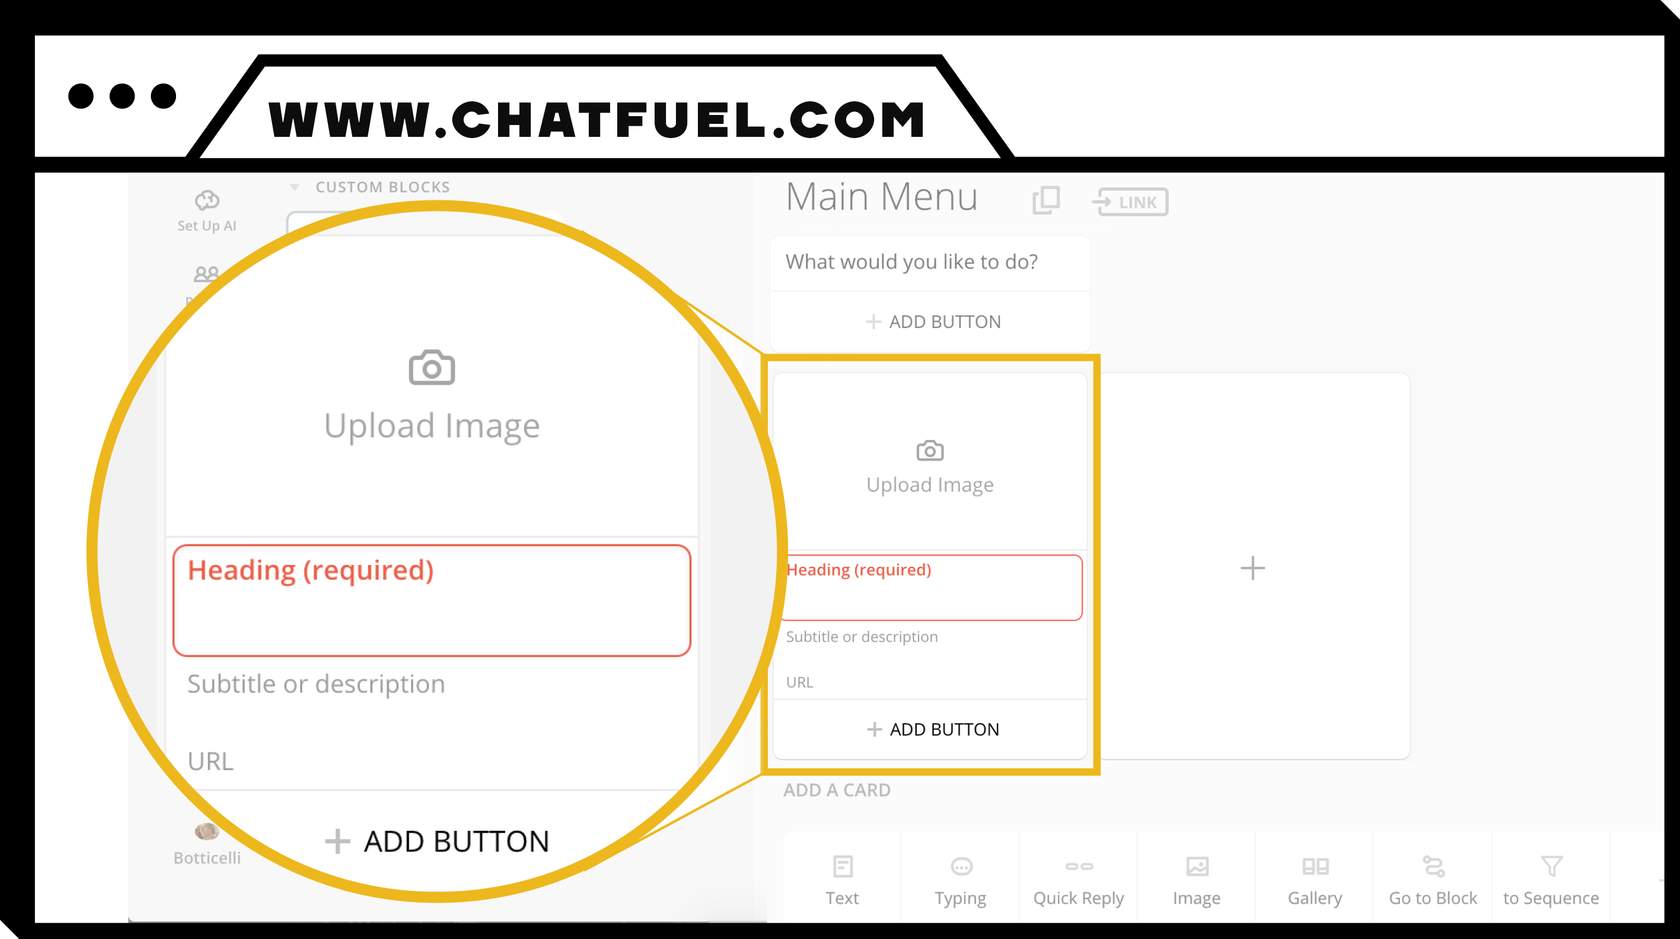 WWW.CHATFUEL.COM
CUSTOM BLOCKS
Set Up AI
Botticelli
Upload Image
Heading (required)
Subtitle or description
URL
ADD BUTTON
Main Menu
LINK
What would you like to do?
ADD BUTTON
Upload Image
Heading (required)
Subtitle or description
URL
ADD BUTTON
ADD A CARD
Text
Typing
Quick Reply
Image
Gallery
Go to Block
to Sequence